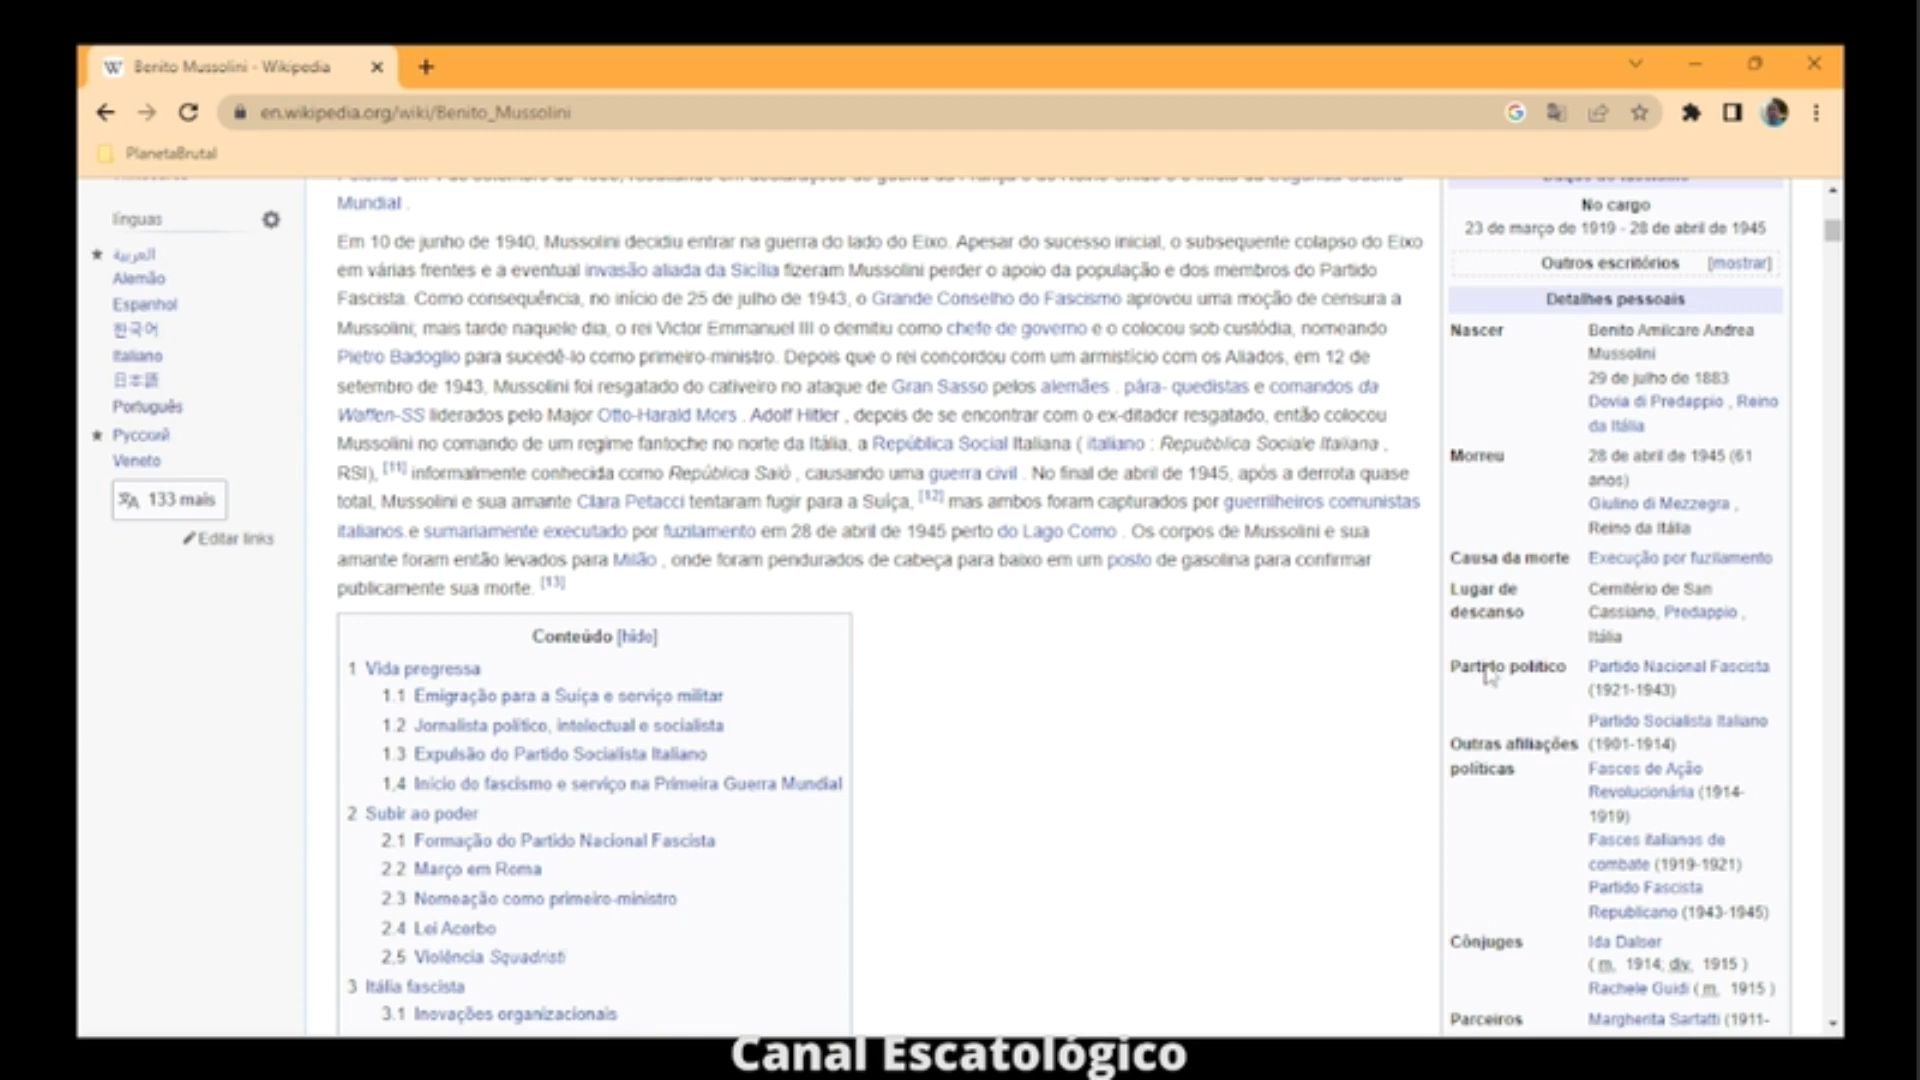 Benito Mussolini - Wikipedia
en.wikipedia.org/wiki/Benito_Mussolini
PlanetaBrutal
línguas
العربية
Alemão
Espanhol
한국어
Italiano
日本語
Português
Русский
Veneto
133 mais
Editar links
Mundial .
Em 10 de junho de 1940, Mussolini decidiu entrar na guerra do lado do Eixo. Apesar do sucesso inicial, o subsequente colapso do Eixo
em várias frentes e a eventual invasão aliada da Sicília fizeram Mussolini perder o apoio da população e dos membros do Partido
Fascista. Como consequência, no início de 25 de julho de 1943, o Grande Conselho do Fascismo aprovou uma moção de censura a
Mussolini; mais tarde naquele dia, o rei Victor Emmanuel III o demitiu como chefe de governo e o colocou sob custódia, nomeando
Pietro Badoglio para sucedê-lo como primeiro-ministro. Depois que o rei concordou com um armistício com os Aliados, em 12 de
setembro de 1943, Mussolini foi resgatado do cativeiro no ataque de Gran Sasso pelos alemães . pára- quedistas e comandos da
Waffen-SS liderados pelo Major Otto-Harald Mors . Adolf Hitler , depois de se encontrar com o ex-ditador resgatado, então colocou
Mussolini no comando de um regime fantoche no norte da Itália, a República Social Italiana ( italiano : Repubblica Sociale Italiana ,
RSI), [11] informalmente conhecida como República Salò , causando uma guerra civil . No final de abril de 1945, após a derrota quase
total, Mussolini e sua amante Clara Petacci tentaram fugir para a Suíça, [12] mas ambos foram capturados por guerrilheiros comunistas
italianos e sumariamente executado por fuzilamento em 28 de abril de 1945 perto do Lago Como . Os corpos de Mussolini e sua
amante foram então levados para Milão , onde foram pendurados de cabeça para baixo em um posto de gasolina para confirmar
publicamente sua morte. [13]
Conteúdo [hide]
1 Vida pregressa
1.1 Emigração para a Suíça e serviço militar
1.2 Jornalista político, intelectual e socialista
1.3 Expulsão do Partido Socialista Italiano
1,4 Início do fascismo e serviço na Primeira Guerra Mundial
2 Subir ao poder
2.1 Formação do Partido Nacional Fascista
2.2 Março em Roma
2.3 Nomeação como primeiro-ministro
2.4 Lei Acerbo
2,5 Violência Squadristi
3 Itália fascista
3.1 Inovações organizacionais
No cargo
23 de março de 1919 - 28 de abril de 1945
Outros escritórios [mostrar]
Detalhes pessoais
Nascer Benito Amilcare Andrea
Mussolini
29 de julho de 1883
Dovia di Predappio , Reino
da Itália
Morreu 28 de abril de 1945 (61
anos)
Giulino di Mezzegra ,
Reino da Itália
Causa da morte Execução por fuzilamento
Lugar de Cemitério de San
descanso Cassiano, Predappio ,
Itália
Partido político Partido Nacional Fascista
(1921-1943)
Partido Socialista Italiano
Outras afiliações (1901-1914)
políticas Fasces de Ação
Revolucionária (1914-
1919)
Fasces italianos de
combate (1919-1921)
Partido Fascista
Republicano (1943-1945)
Cônjuges Ida Dalser
( m. 1914; div. 1915 )
Rachele Guidi ( m. 1915 )
Parceiros Margherita Sarfatti (1911-
Canal Escatológico